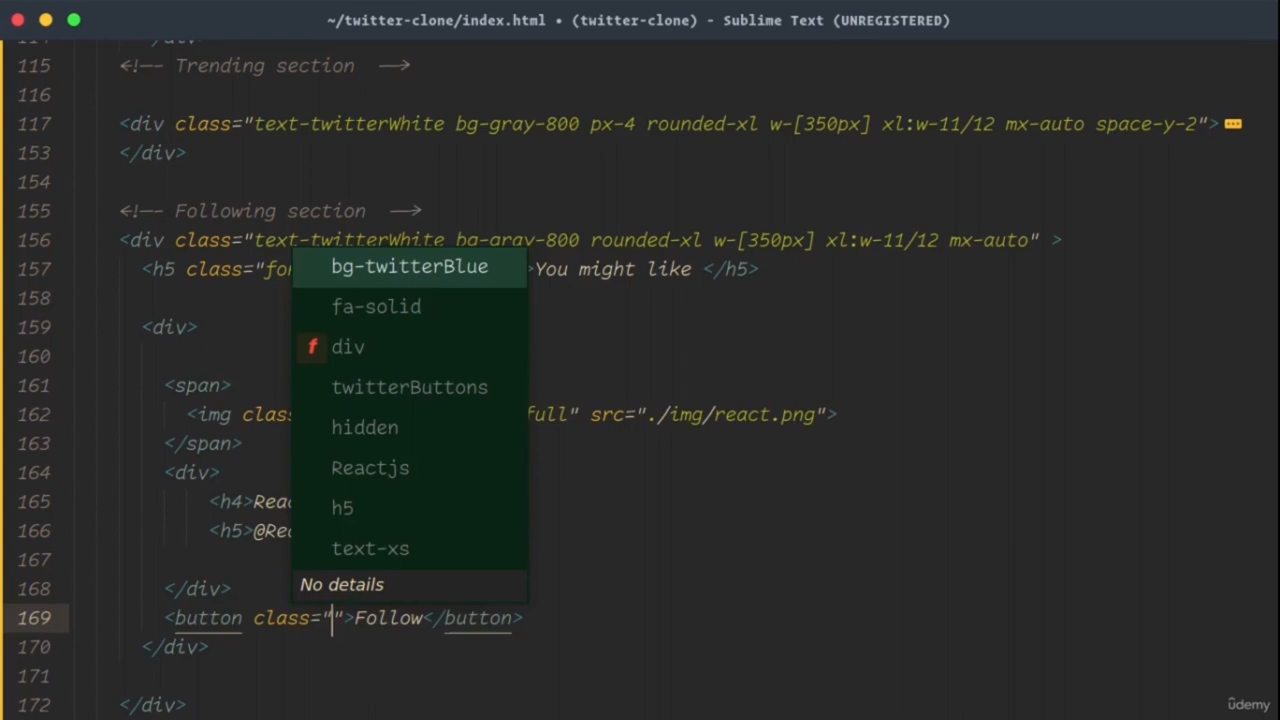 ~/twitter-clone/index.html • (twitter-clone) - Sublime Text (UNREGISTERED)
114 </div>
115 <!-- Trending section -->
116
117 <div class="text-twitterWhite bg-gray-800 px-4 rounded-xl w-[350px] xl:w-11/12 mx-auto space-y-2">
153 </div>
154
155 <!-- Following section -->
156 <div class="text-twitterWhite bg-gray-800 rounded-xl w-[350px] xl:w-11/12 mx-auto" >
157 <h5 class="fon >You might like </h5>
158
159 <div>
160
161 <span>
162 <img clas full" src="./img/react.png">
163 </span>
164 <div>
165 <h4>Reac
166 <h5>@Rea
167
168 </div>
169 <button class="">Follow</button>
170 </div>
171
172 </div>
bg-twitterBlue
fa-solid
f div
twitterButtons
hidden
Reactjs
h5
text-xs
No details
ûdemy